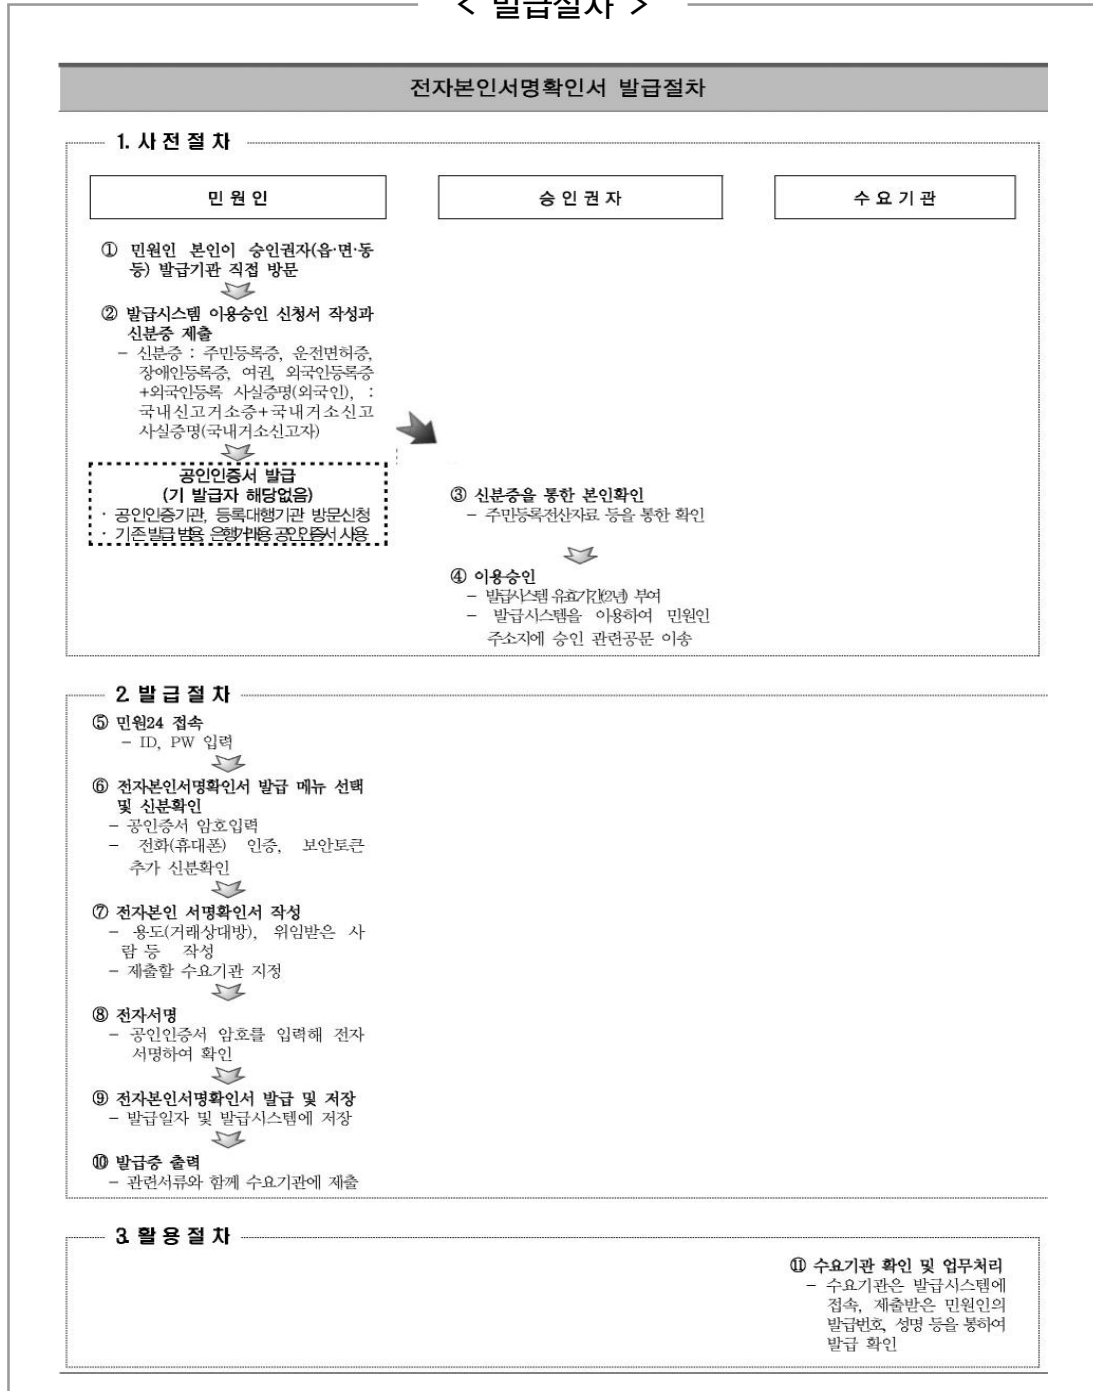 < 발급절차 >
전자본인서명확인서 발급절차
1. 사 전 절 차
민 원 인
승 인 권 자
수 요 기 관
① 민원인 본인이 승인권자(읍·면·동
등) 발급기관 직접 방문
② 발급시스템 이용승인 신청서 작성과
신분증 제출
- 신분증 : 주민등록증, 운전면허증,
장애인등록증, 여권, 외국인등록증
+외국인등록 사실증명(외국인), :
국내신고거소증+국내거소신고
사실증명(국내거소신고자)
공인인증서 발급
(기 발급자 해당없음)
· 공인인증기관, 등록대행기관 방문신청
· 기존발급 범용 은행거래용 공인인증서 사용
③ 신분증을 통한 본인확인
- 주민등록전산자료 등을 통한 확인
④ 이용승인
- 발급시스템 유효기간(2년) 부여
- 발급시스템을 이용하여 민원인
주소지에 승인 관련공문 이송
2. 발 급 절 차
⑤ 민원24 접속
- ID, PW 입력
⑥ 전자본인서명확인서 발급 메뉴 선택
및 신분확인
- 공인증서 암호입력
- 전화(휴대폰) 인증, 보안토큰
추가 신분확인
⑦ 전자본인 서명확인서 작성
- 용도(거래상대방), 위임받은 사
람 등 작성
- 제출할 수요기관 지정
⑧ 전자서명
- 공인인증서 암호를 입력해 전자
서명하여 확인
⑨ 전자본인서명확인서 발급 및 저장
- 발급일자 및 발급시스템에 저장
⑩ 발급증 출력
- 관련서류와 함께 수요기관에 제출
3. 활 용 절 차
⑪ 수요기관 확인 및 업무처리
- 수요기관은 발급시스템에
접속, 제출받은 민원인의
발급번호, 성명 등을 통하여
발급 확인